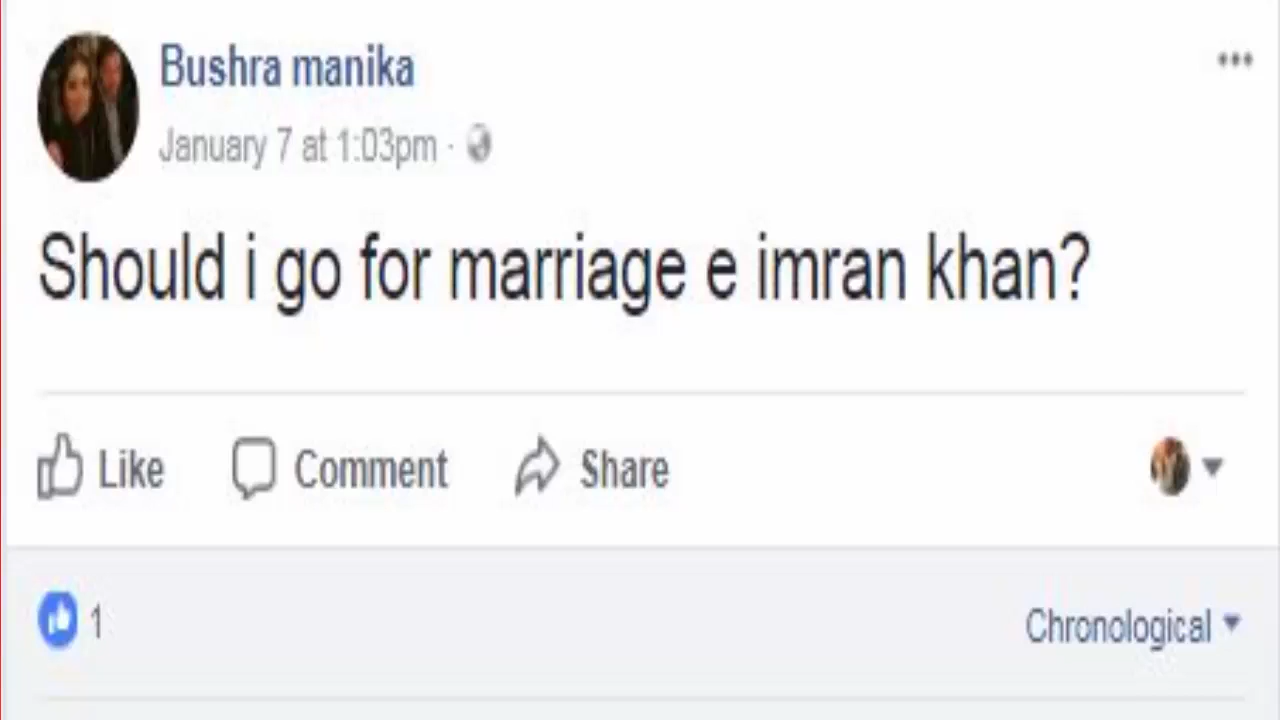 Bushra manika
January 7 at 1:03pm ·
Should i go for marriage e imran khan?
Like Comment Share
1 Chronological